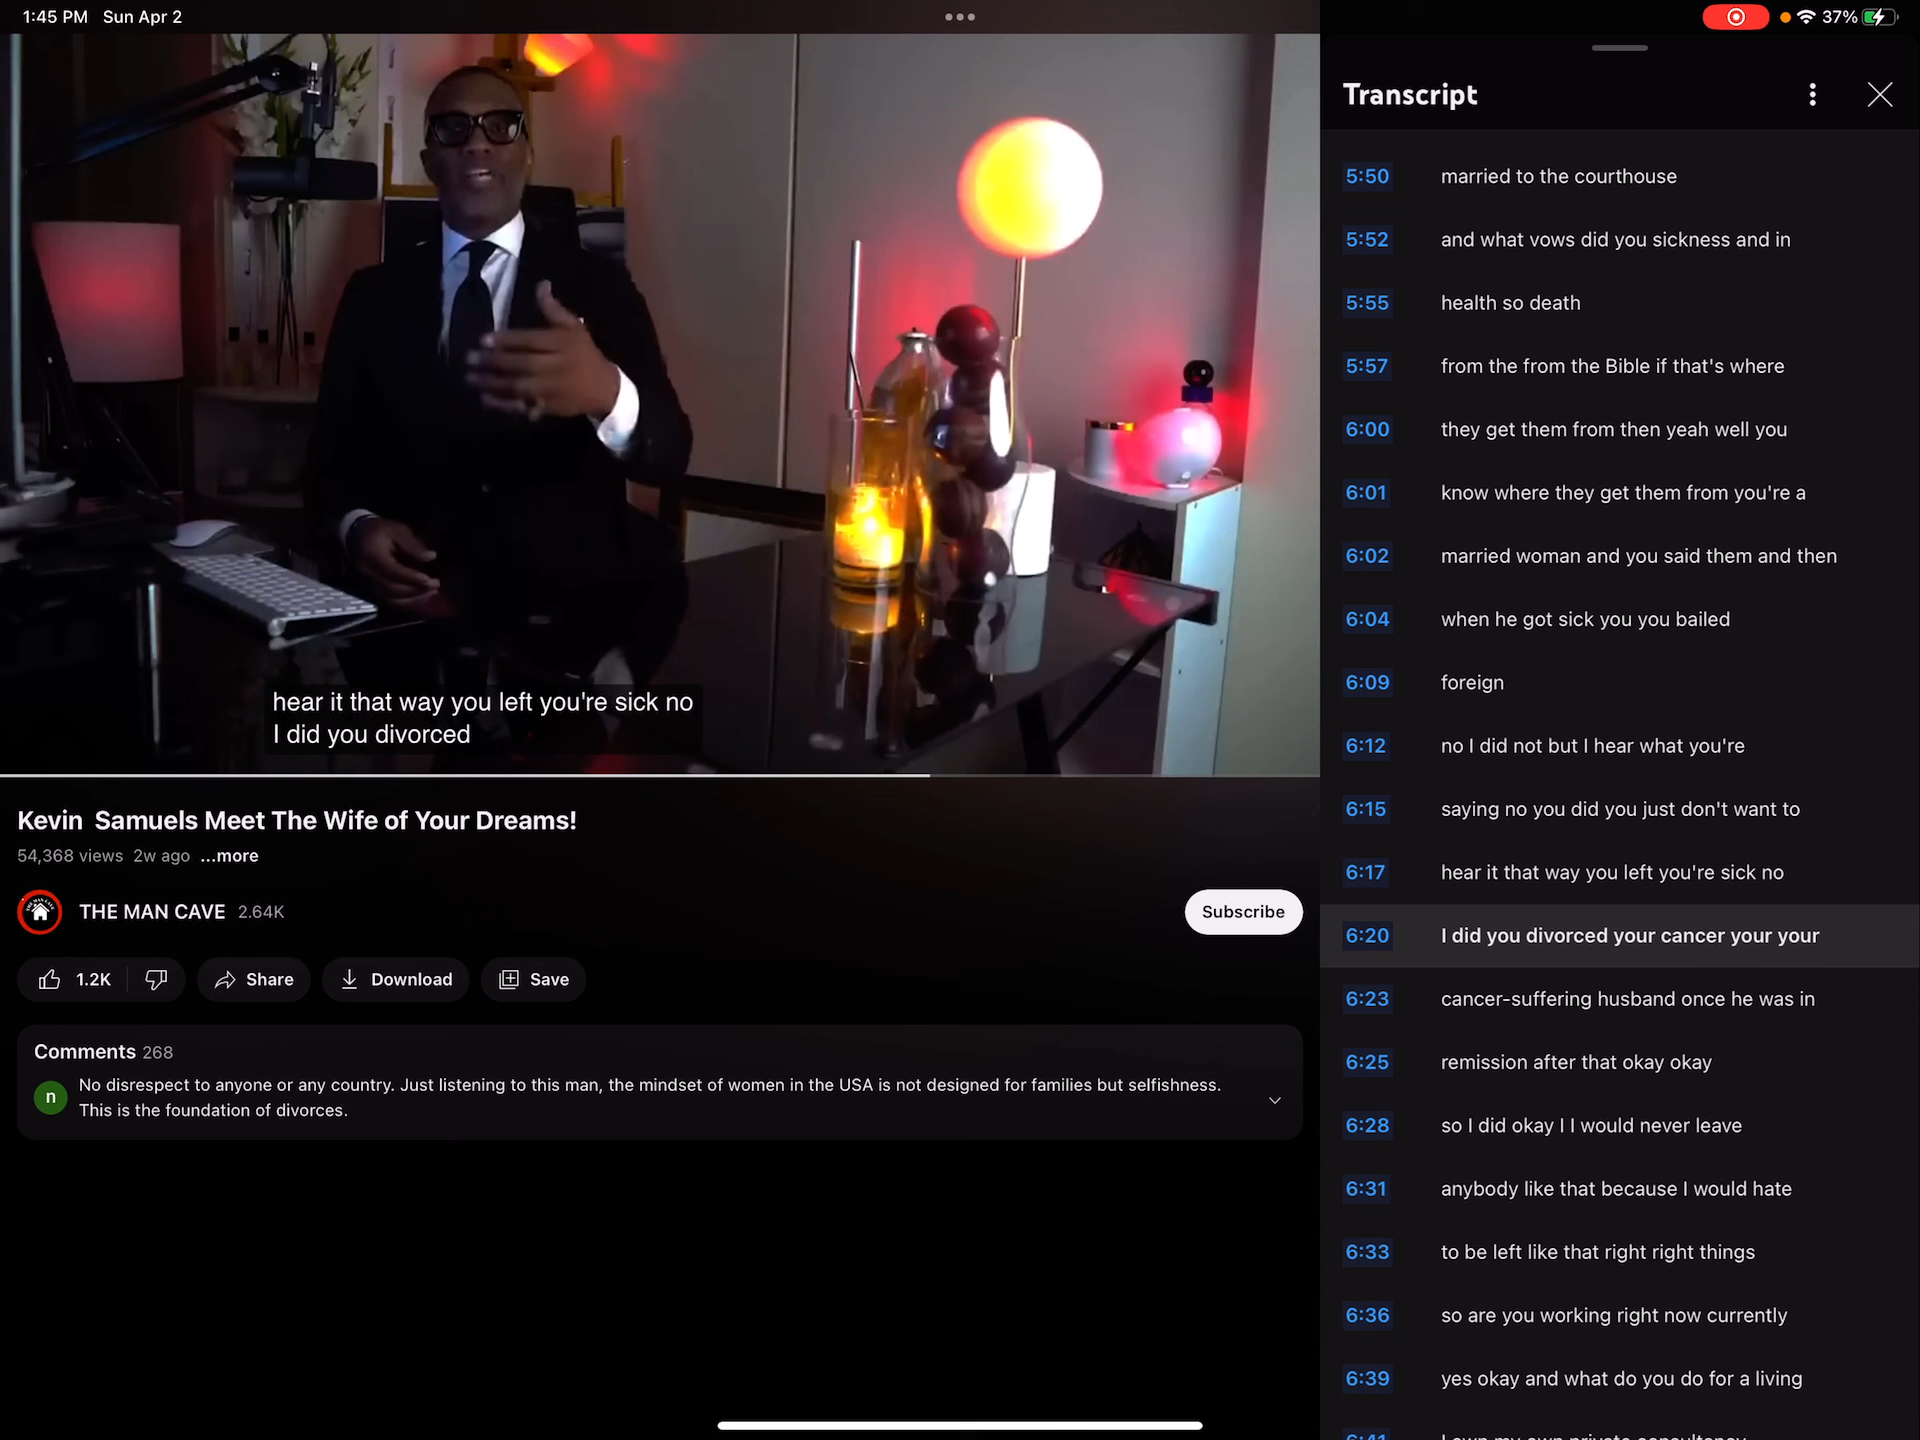 1:45 PM Sun Apr 2
37%
hear it that way you left you're sick no
I did you divorced
Kevin Samuels Meet The Wife of Your Dreams!
54,368 views 2w ago ...more
THE MAN CAVE 2.64K
Subscribe
1.2K
Share
Download
Save
Comments 268
n
No disrespect to anyone or any country. Just listening to this man, the mindset of women in the USA is not designed for families but selfishness.
This is the foundation of divorces.
Transcript
5:50 married to the courthouse
5:52 and what vows did you sickness and in
5:55 health so death
5:57 from the from the Bible if that's where
6:00 they get them from then yeah well you
6:01 know where they get them from you're a
6:02 married woman and you said them and then
6:04 when he got sick you you bailed
6:09 foreign
6:12 no I did not but I hear what you're
6:15 saying no you did you just don't want to
6:17 hear it that way you left you're sick no
6:20 I did you divorced your cancer your your
6:23 cancer-suffering husband once he was in
6:25 remission after that okay okay
6:28 so I did okay I I would never leave
6:31 anybody like that because I would hate
6:33 to be left like that right right things
6:36 so are you working right now currently
6:39 yes okay and what do you do for a living
6:41 I own my own private consultancy